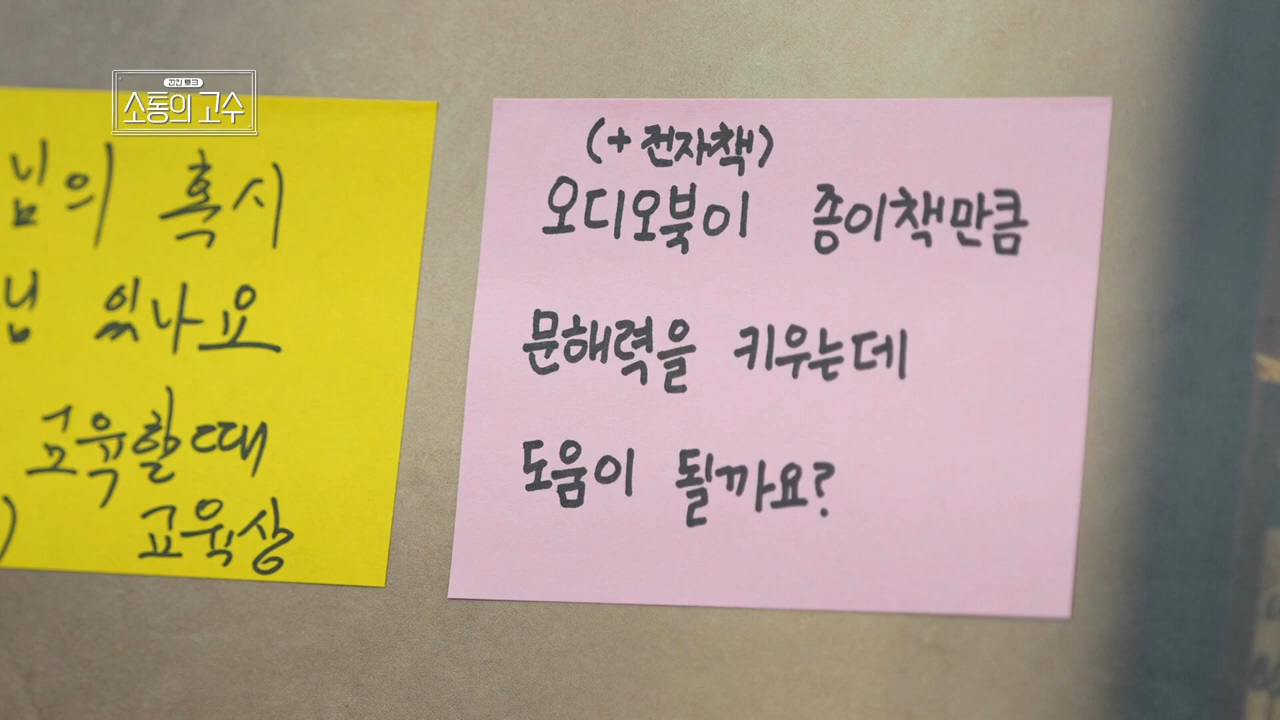 소통의 고수
님의 혹시
님 있나요
교육할때
교육상
(+ 전자책)
오디오북이 종이책만큼
문해력을 키우는데
도움이 될까요?